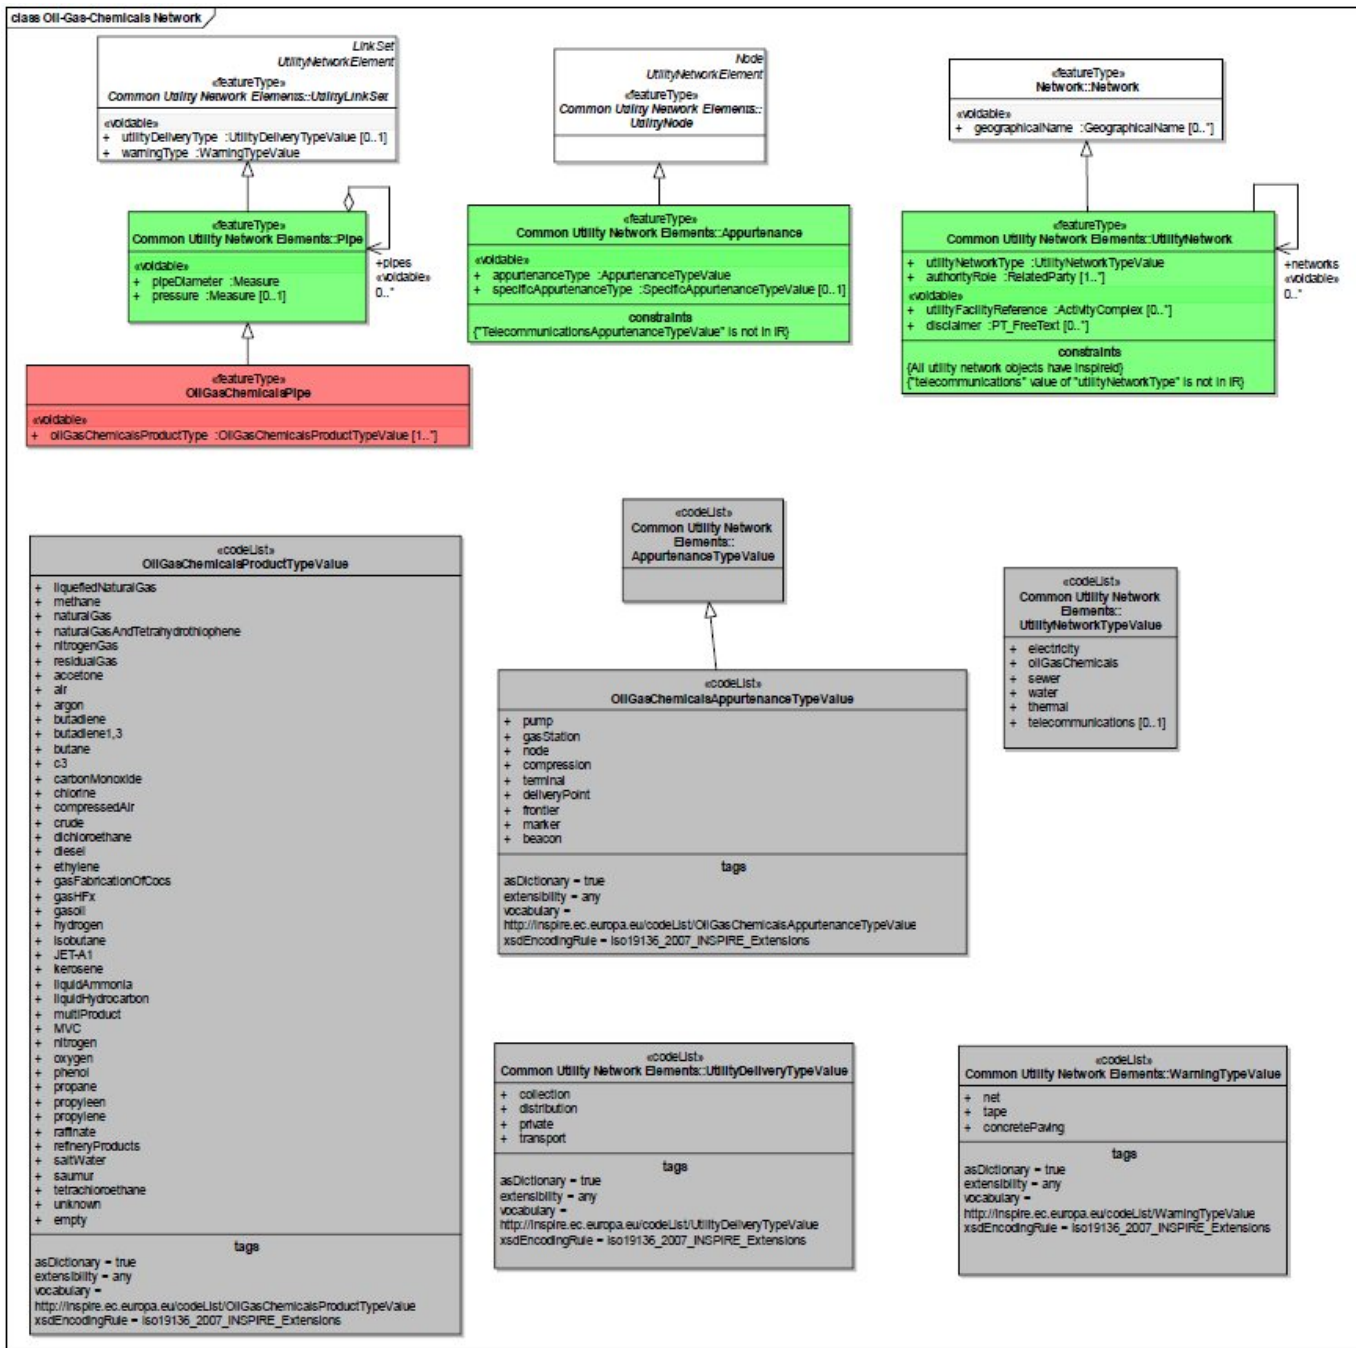 class Oil-Gas-Chemicals Network
LinkSet
UtilityNetworkElement
«featureType»
Common Utility Network Elements::UtilityLinkSet
«voidable»
+ utilityDeliveryType :UtilityDeliveryTypeValue [0..1]
+ warningType :WarningTypeValue
Node
UtilityNetworkElement
«featureType»
Common Utility Network Elements::
UtilityNode
«featureType»
Network::Network
«voidable»
+ geographicalName :GeographicalName [0..*]
«featureType»
Common Utility Network Elements::Pipe
«voidable»
+ pipeDiameter :Measure
+ pressure :Measure [0..1]
+pipes
«voidable»
0..*
«featureType»
Common Utility Network Elements::Appurtenance
«voidable»
+ appurtenanceType :AppurtenanceTypeValue
+ specificAppurtenanceType :SpecificAppurtenanceTypeValue [0..1]
constraints
{"TelecommunicationsAppurtenanceTypeValue" is not in IR}
«featureType»
Common Utility Network Elements::UtilityNetwork
+ utilityNetworkType :UtilityNetworkTypeValue
+ authorityRole :RelatedParty [1..*]
«voidable»
+ utilityFacilityReference :ActivityComplex [0..*]
+ disclaimer :PT_FreeText [0..*]
constraints
{All utility network objects have inspireId}
{"telecommunications" value of "utilityNetworkType" is not in IR}
+networks
«voidable»
0..*
«featureType»
OilGasChemicalsPipe
«voidable»
+ oilGasChemicalsProductType :OilGasChemicalsProductTypeValue [1..*]
«codeList»
OilGasChemicalsProductTypeValue
+ liquefiedNaturalGas
+ methane
+ naturalGas
+ naturalGasAndTetrahydrothiophene
+ nitrogenGas
+ residualGas
+ accetone
+ air
+ argon
+ butadiene
+ butadiene1,3
+ butane
+ c3
+ carbonMonoxide
+ chlorine
+ compressedAir
+ crude
+ dichloroethane
+ diesel
+ ethylene
+ gasFabricationOfCocs
+ gasHFx
+ gasoil
+ hydrogen
+ isobutane
+ JET-A1
+ kerosene
+ liquidAmmonia
+ liquidHydrocarbon
+ multiProduct
+ MVC
+ nitrogen
+ oxygen
+ phenol
+ propane
+ propyleen
+ propylene
+ raffinate
+ refineryProducts
+ saltWater
+ saumur
+ tetrachloroethane
+ unknown
+ empty
tags
asDictionary = true
extensibility = any
vocabulary =
http://inspire.ec.europa.eu/codeList/OilGasChemicalsProductTypeValue
xsdEncodingRule = iso19136_2007_INSPIRE_Extensions
«codeList»
Common Utility Network
Elements::
AppurtenanceTypeValue
«codeList»
OilGasChemicalsAppurtenanceTypeValue
+ pump
+ gasStation
+ node
+ compression
+ terminal
+ deliveryPoint
+ frontier
+ marker
+ beacon
tags
asDictionary = true
extensibility = any
vocabulary =
http://inspire.ec.europa.eu/codeList/OilGasChemicalsAppurtenanceTypeValue
xsdEncodingRule = iso19136_2007_INSPIRE_Extensions
«codeList»
Common Utility Network
Elements::
UtilityNetworkTypeValue
+ electricity
+ oilGasChemicals
+ sewer
+ water
+ thermal
+ telecommunications [0..1]
«codeList»
Common Utility Network Elements::UtilityDeliveryTypeValue
+ collection
+ distribution
+ private
+ transport
tags
asDictionary = true
extensibility = any
vocabulary =
http://inspire.ec.europa.eu/codeList/UtilityDeliveryTypeValue
xsdEncodingRule = iso19136_2007_INSPIRE_Extensions
«codeList»
Common Utility Network Elements::WarningTypeValue
+ net
+ tape
+ concretePaving
tags
asDictionary = true
extensibility = any
vocabulary =
http://inspire.ec.europa.eu/codeList/WarningTypeValue
xsdEncodingRule = iso19136_2007_INSPIRE_Extensions